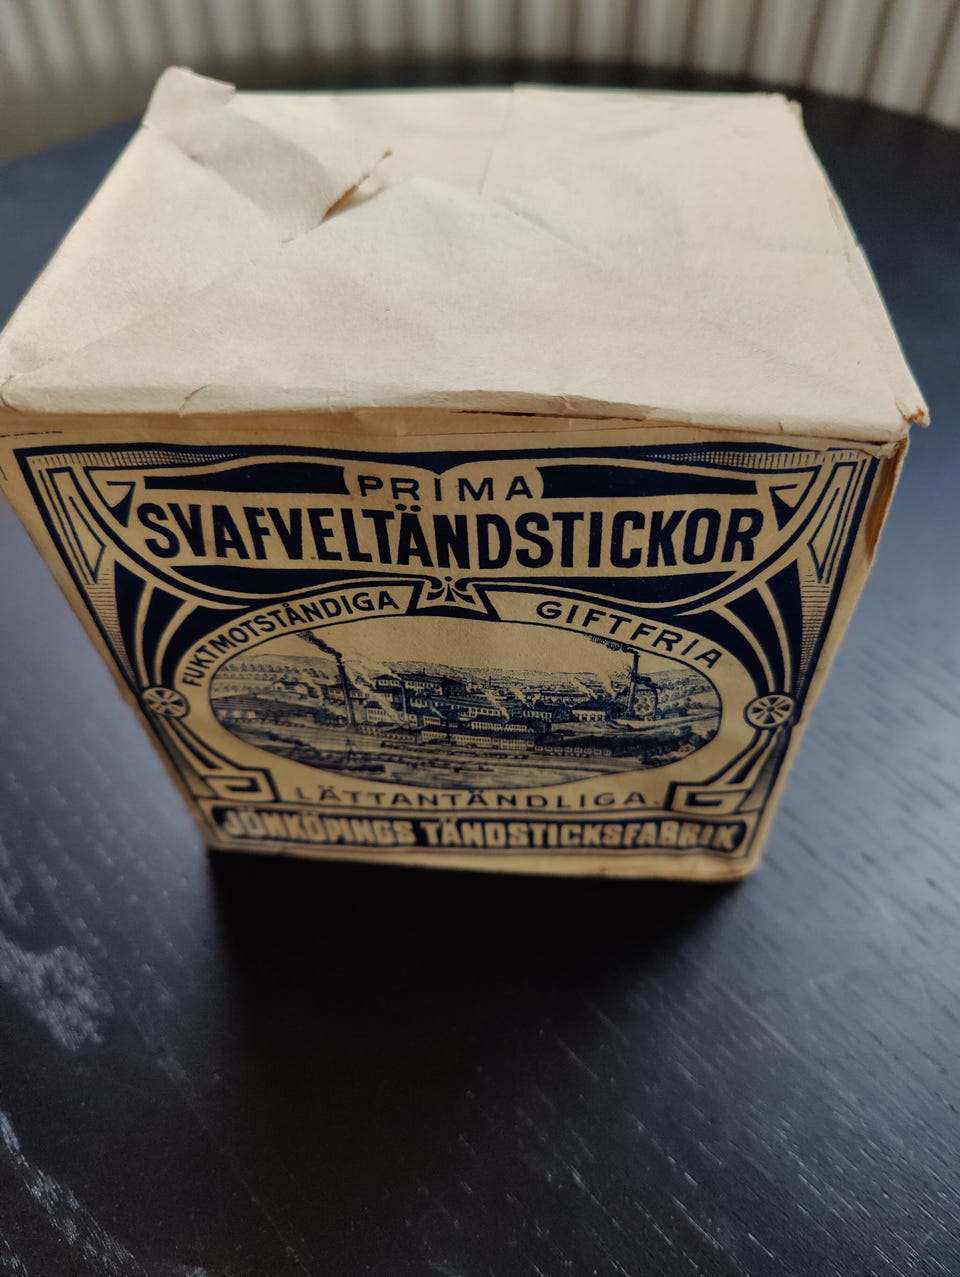 PRIMA
SVAFVELTÄNDSTICKOR
FUKTMOTSTÅNDIGA GIFTFRIA
LÄTTANTÄNDLIGA.
JÖNKÖPINGS TÄNDSTICKSFABRIK